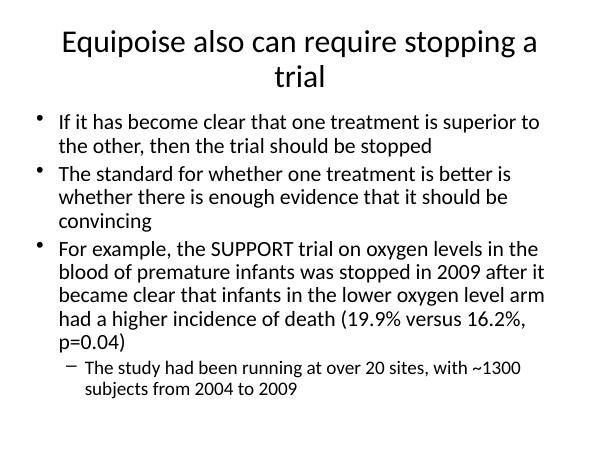 Equipoise also can require stopping a
trial
• If it has become clear that one treatment is superior to
the other, then the trial should be stopped
• The standard for whether one treatment is better is
whether there is enough evidence that it should be
convincing
• For example, the SUPPORT trial on oxygen levels in the
blood of premature infants was stopped in 2009 after it
became clear that infants in the lower oxygen level arm
had a higher incidence of death (19.9% versus 16.2%,
p=0.04)
– The study had been running at over 20 sites, with ~1300
subjects from 2004 to 2009